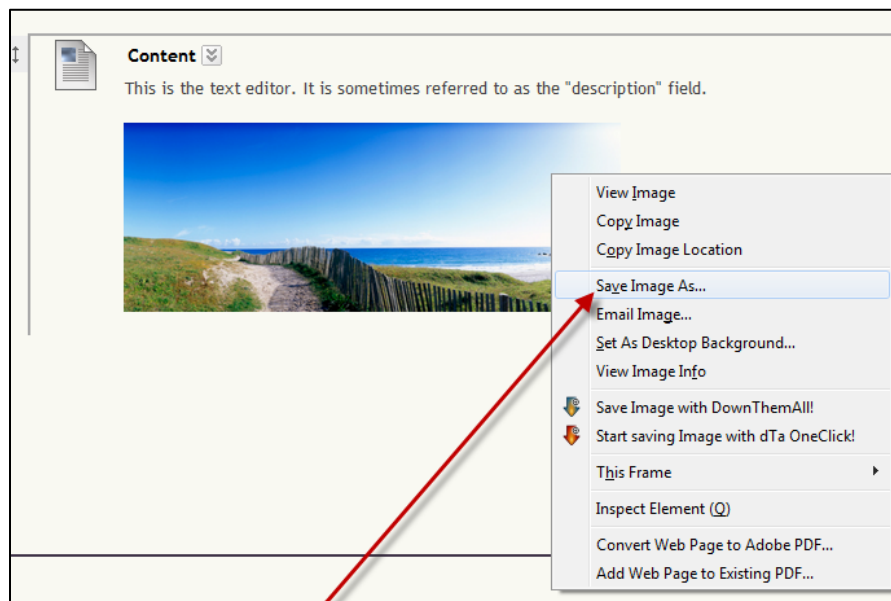 Content
This is the text editor. It is sometimes referred to as the "description" field.
View Image
Copy Image
Copy Image Location
Save Image As...
Email Image...
Set As Desktop Background...
View Image Info
Save Image with DownThemAll!
Start saving Image with dTa OneClick!
This Frame
Inspect Element (Q)
Convert Web Page to Adobe PDF...
Add Web Page to Existing PDF...